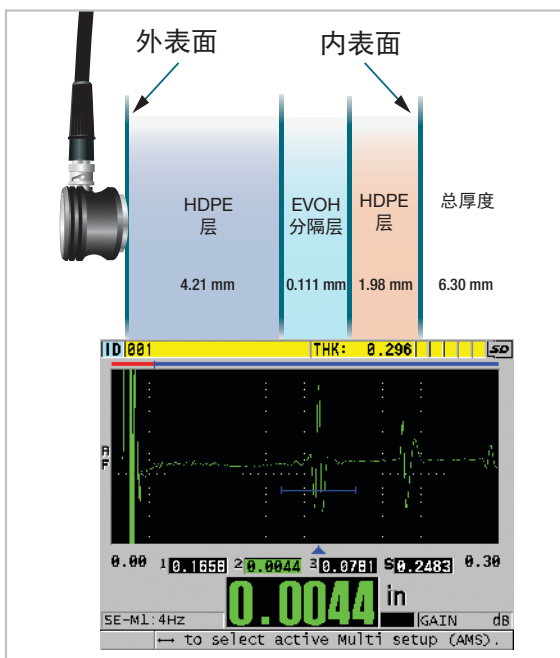 外表面 内表面
HDPE EVOH HDPE 总厚度
层 分隔层 层
4.21 mm 0.111 mm 1.98 mm 6.30 mm
ID 001 THK: 0.296 SD
A
F
0.00 1 0.1658 2 0.0044 3 0.0781 S 0.2483 0.30
0.0044 in
SE-M1:4Hz GAIN dB
↔ to select active Multi setup (AMS).